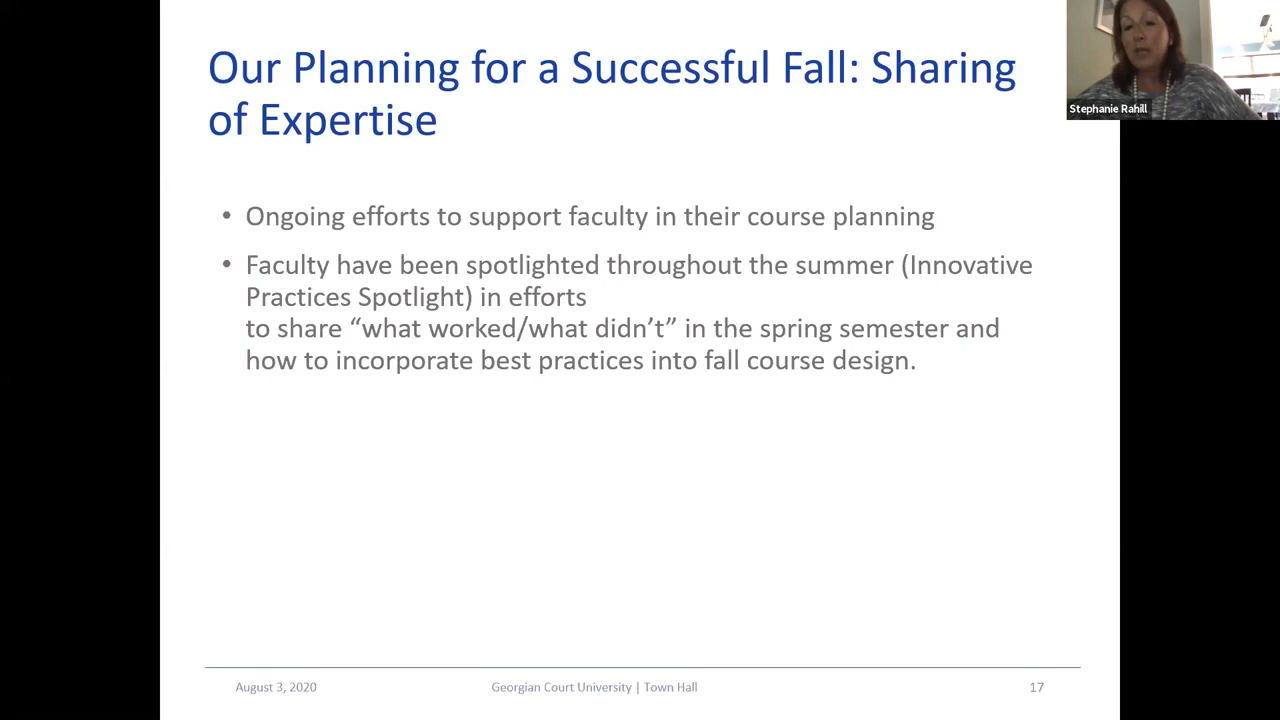 Our Planning for a Successful Fall: Sharing
of Expertise
Stephanie Rahill
• Ongoing efforts to support faculty in their course planning
• Faculty have been spotlighted throughout the summer (Innovative
Practices Spotlight) in efforts
to share “what worked/what didn’t” in the spring semester and
how to incorporate best practices into fall course design.
August 3, 2020
Georgian Court University | Town Hall
17